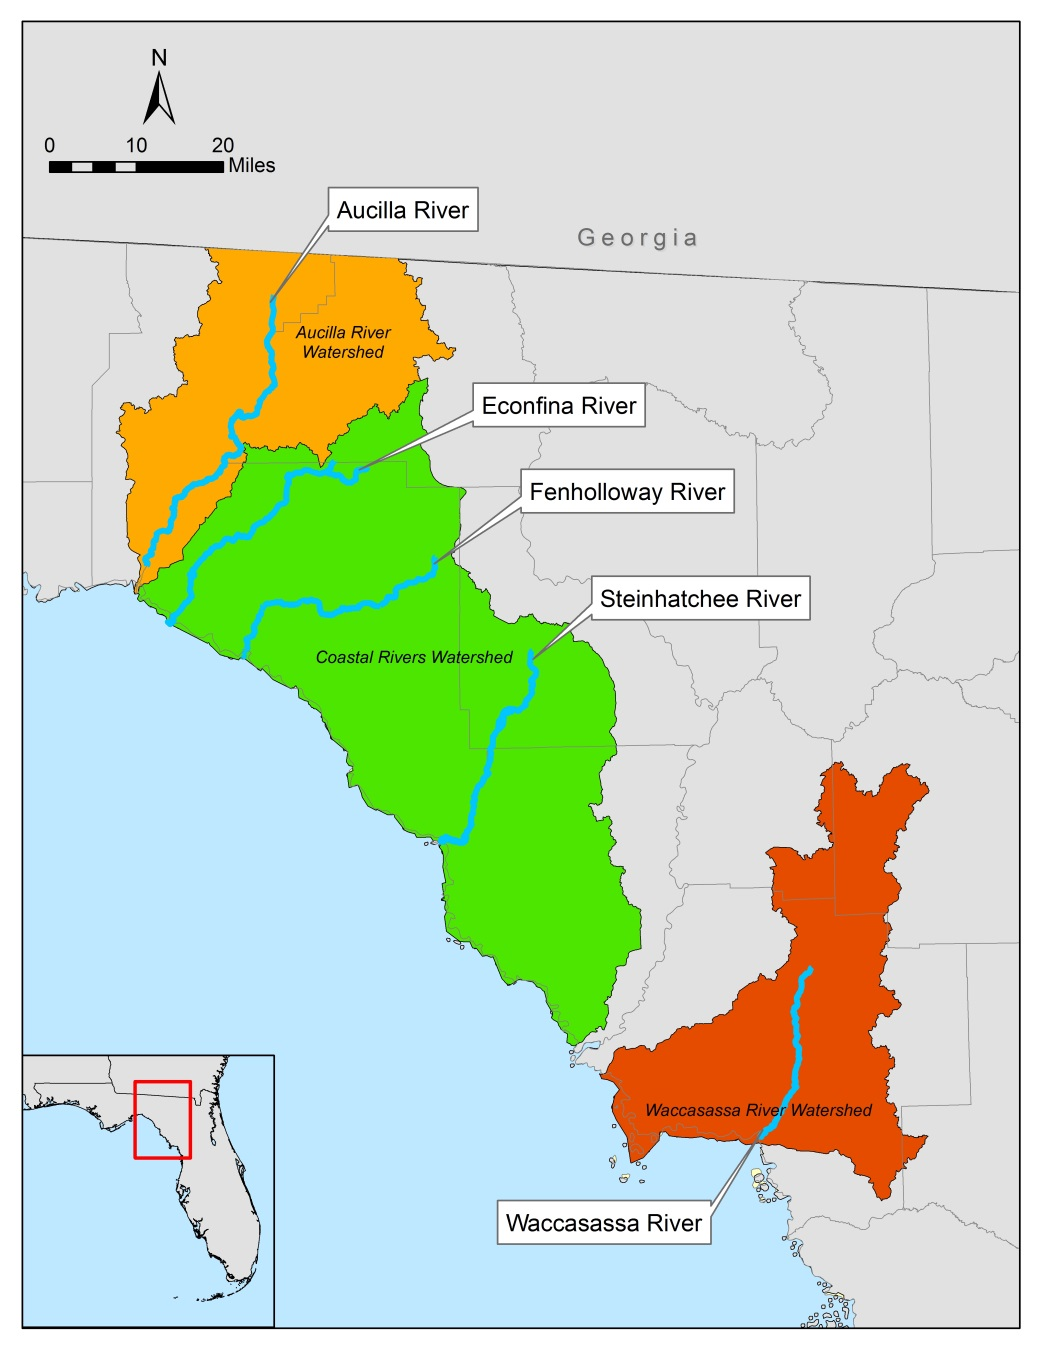 N
0 10 20
Miles
Aucilla River
Georgia
Aucilla River
Watershed
Econfina River
Fenholloway River
Steinhatchee River
Coastal Rivers Watershed
Waccasassa River Watershed
Waccasassa River